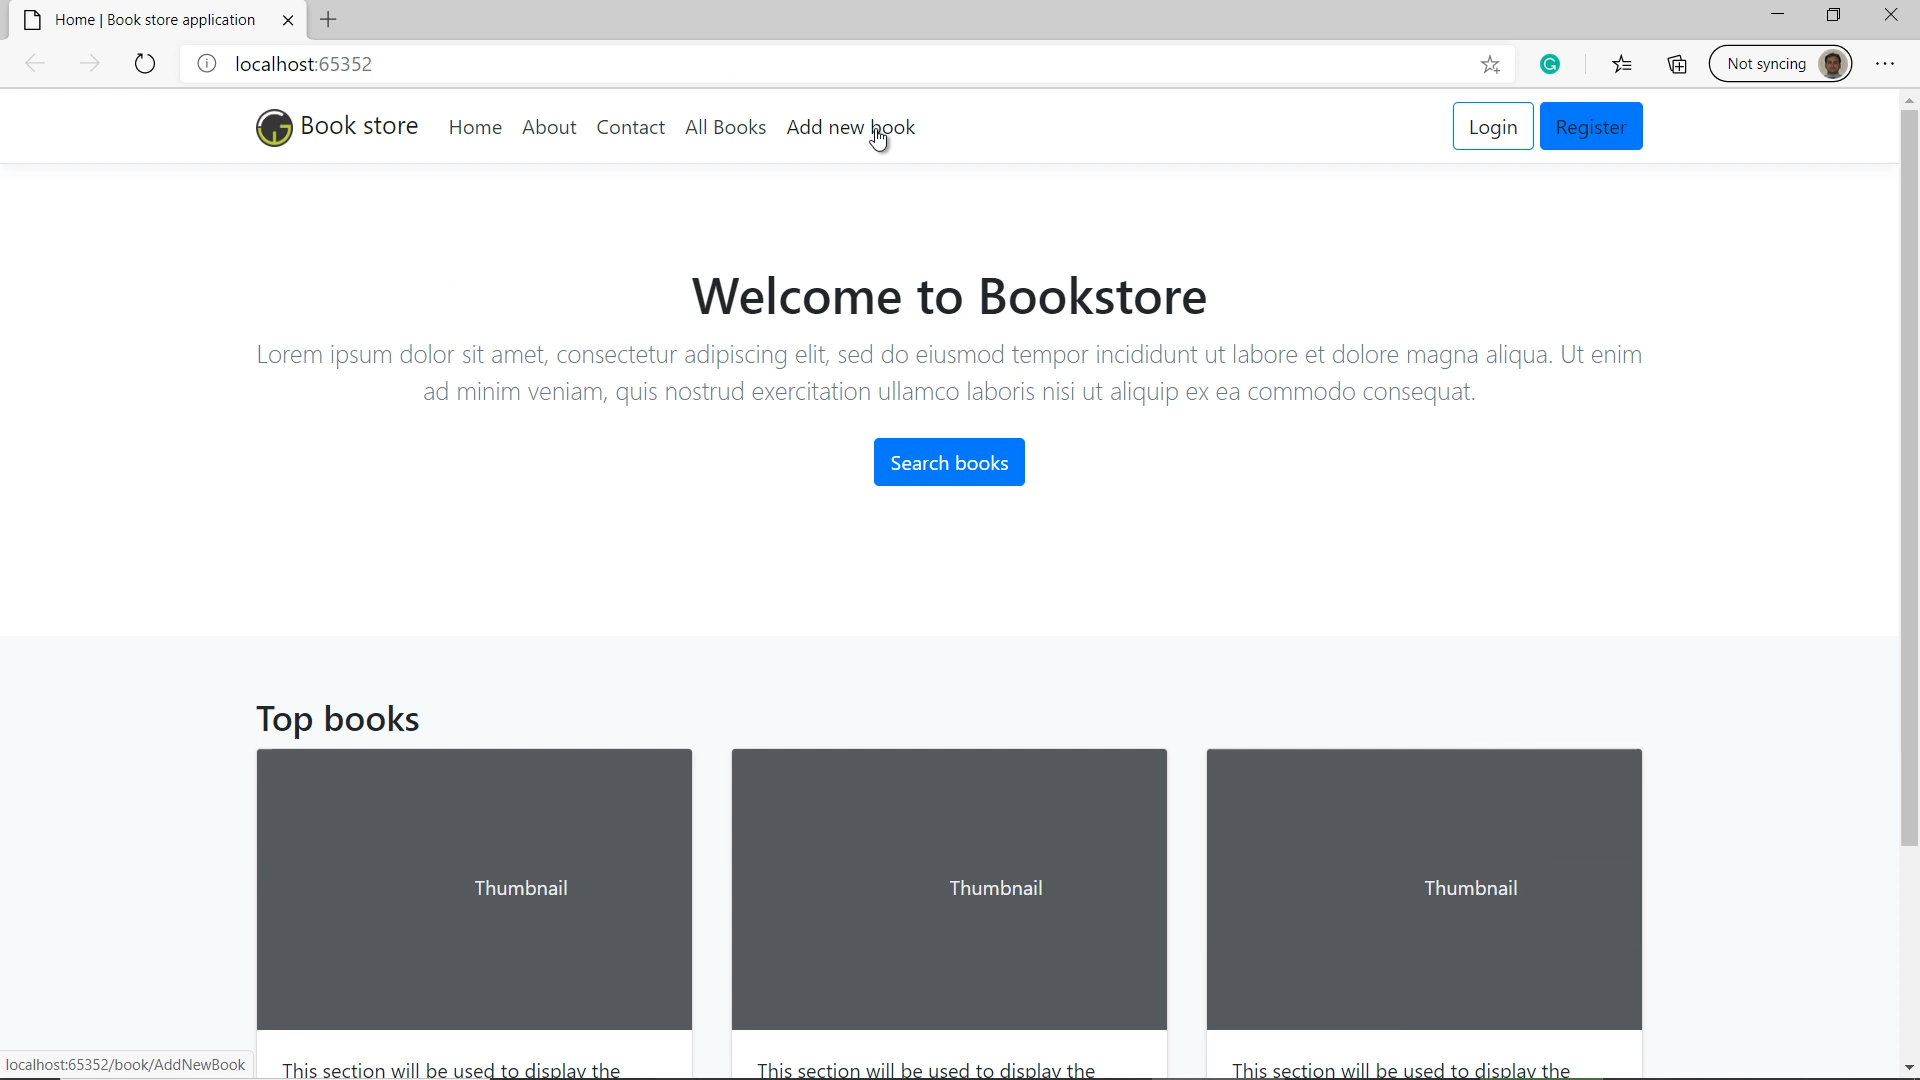 Home | Book store application
localhost:65352
Not syncing
Book store
Home
About
Contact
All Books
Add new book
Login
Register
Welcome to Bookstore
Lorem ipsum dolor sit amet, consectetur adipiscing elit, sed do eiusmod tempor incididunt ut labore et dolore magna aliqua. Ut enim
ad minim veniam, quis nostrud exercitation ullamco laboris nisi ut aliquip ex ea commodo consequat.
Search books
Top books
Thumbnail
Thumbnail
Thumbnail
This section will be used to display the
This section will be used to display the
This section will be used to display the
localhost:65352/book/AddNewBook